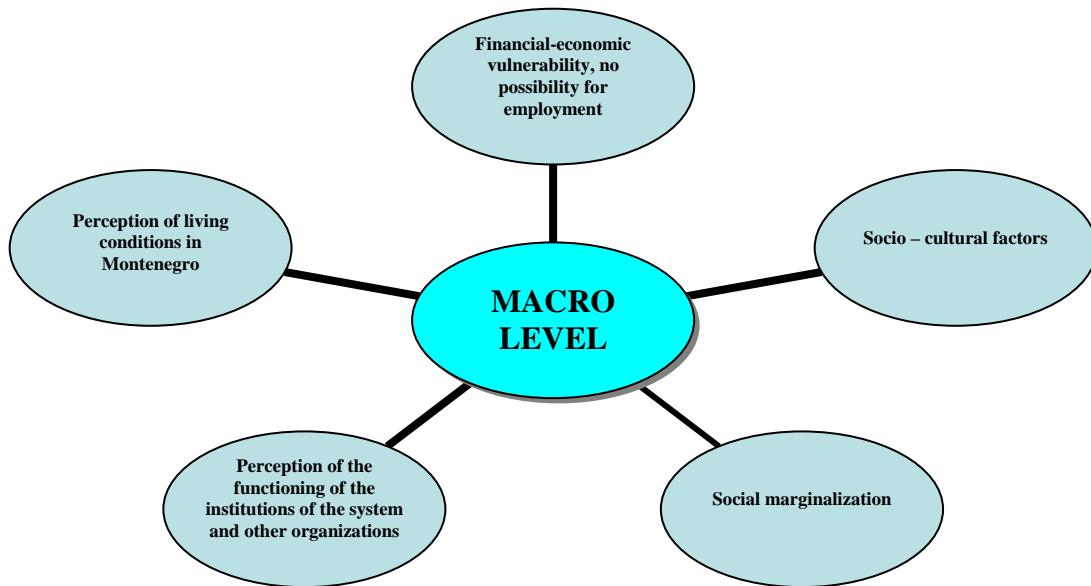 Financial-economic
vulnerability, no
possibility for
employment
Perception of living
conditions in
Montenegro
Socio – cultural factors
MACRO
LEVEL
Perception of the
functioning of the
institutions of the system
and other organizations
Social marginalization